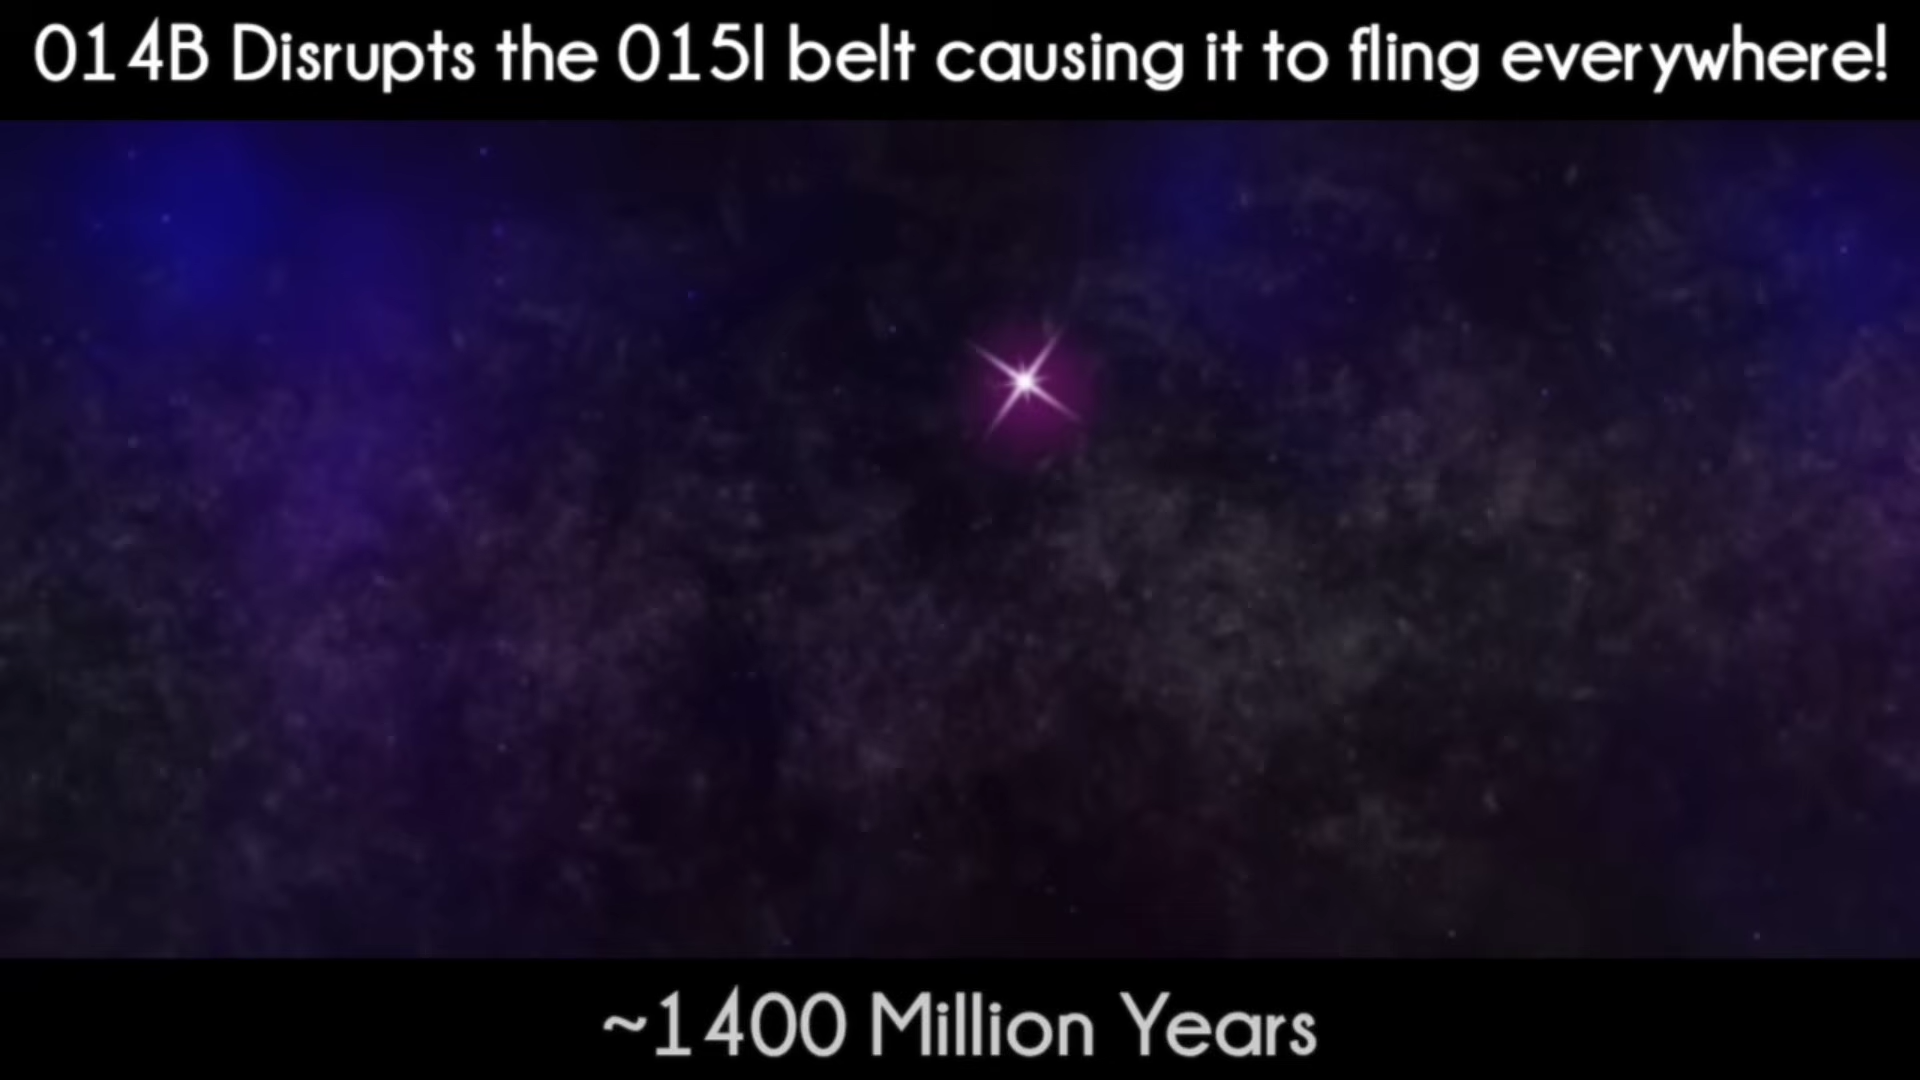 014B Disrupts the 015I belt causing it to fling everywhere!
~1400 Million Years